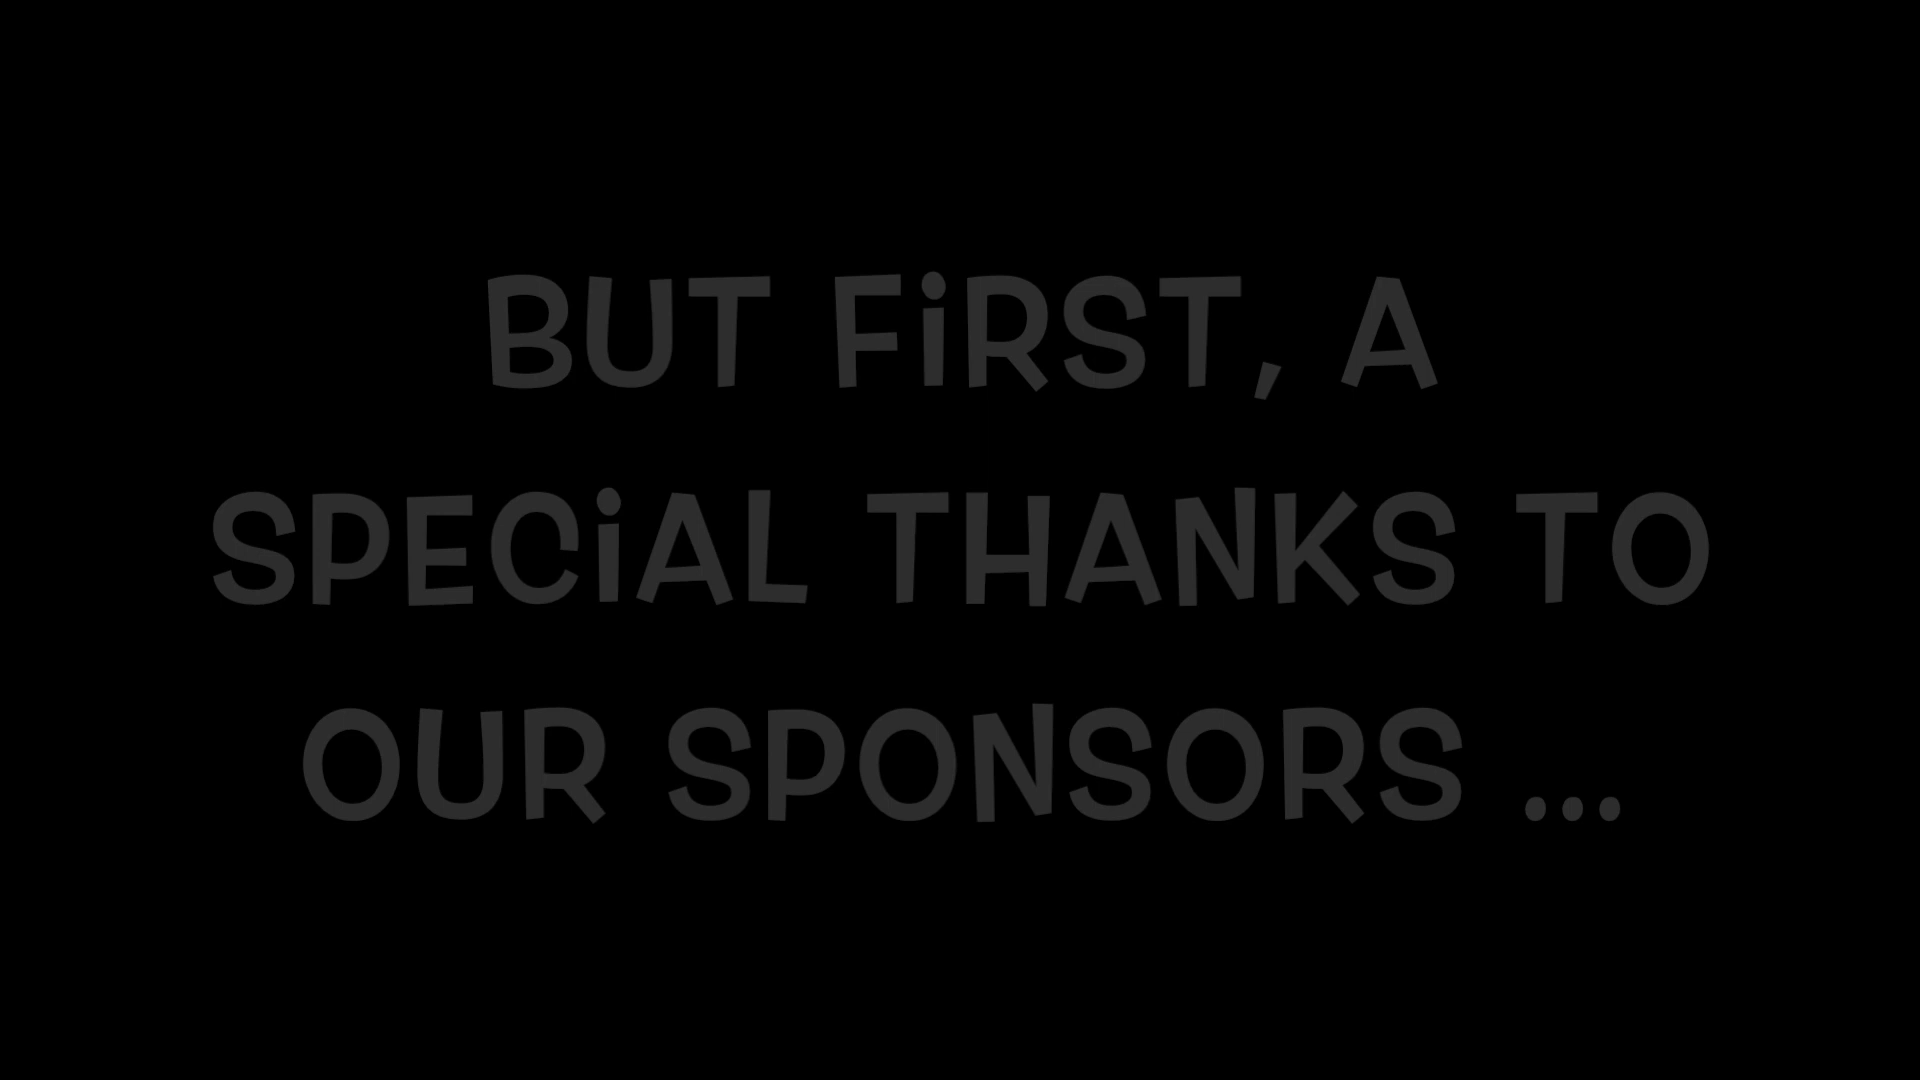 BUT FiRST, A
SPECiAL THANKS TO
OUR SPONSORS ...